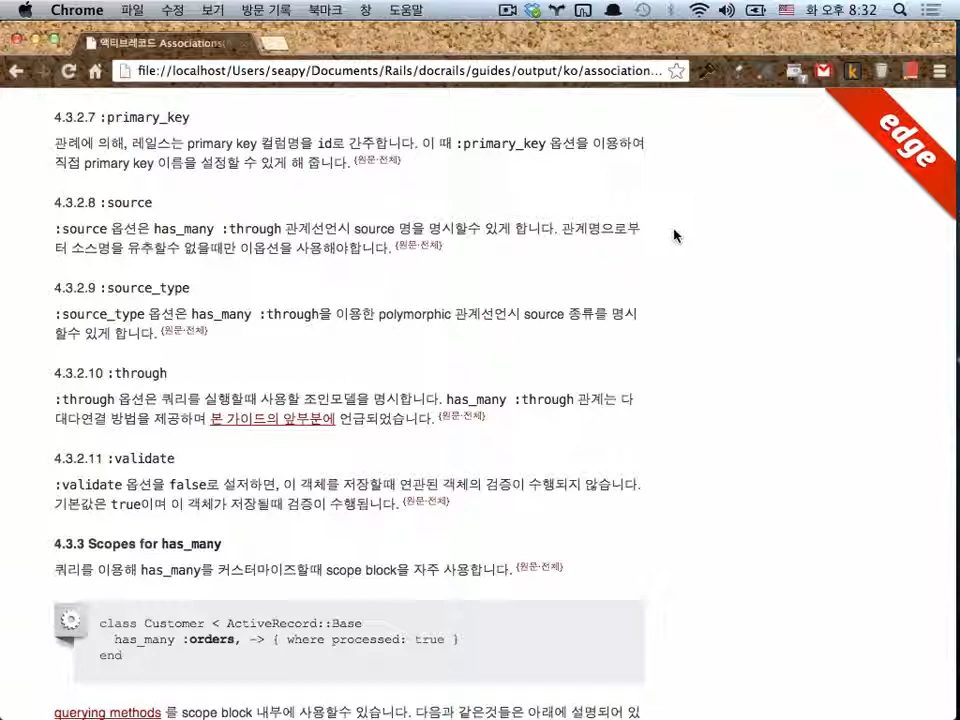 Chrome 파일 수정 보기 방문 기록 북마크 창 도움말 화 오후 8:32
액티브레코드 Associations
file://localhost/Users/seapy/Documents/Rails/docrails/guides/output/ko/association...
edge
4.3.2.7 :primary_key
관례에 의해, 레일스는 primary key 컬럼명을 id로 간주합니다. 이 때 :primary_key 옵션을 이용하여
직접 primary key 이름을 설정할 수 있게 해 줍니다. {원문·전체}
4.3.2.8 :source
:source 옵션은 has_many :through 관계선언시 source 명을 명시할수 있게 합니다. 관계명으로부
터 소스명을 유추할수 없을때만 이옵션을 사용해야합니다. {원문·전체}
4.3.2.9 :source_type
:source_type 옵션은 has_many :through을 이용한 polymorphic 관계선언시 source 종류를 명시
할수 있게 합니다. {원문·전체}
4.3.2.10 :through
:through 옵션은 쿼리를 실행할때 사용할 조인모델을 명시합니다. has_many :through 관계는 다
대다연결 방법을 제공하며 본 가이드의 앞부분에 언급되었습니다. {원문·전체}
4.3.2.11 :validate
:validate 옵션을 false로 설저하면, 이 객체를 저장할때 연관된 객체의 검증이 수행되지 않습니다.
기본값은 true이며 이 객체가 저장될때 검증이 수행됩니다. {원문·전체}
4.3.3 Scopes for has_many
쿼리를 이용해 has_many를 커스터마이즈할때 scope block을 자주 사용합니다. {원문·전체}
class Customer < ActiveRecord::Base
has_many :orders, -> { where processed: true }
end
querying methods 를 scope block 내부에 사용할수 있습니다. 다음과 같은것들은 아래에 설명되어 있